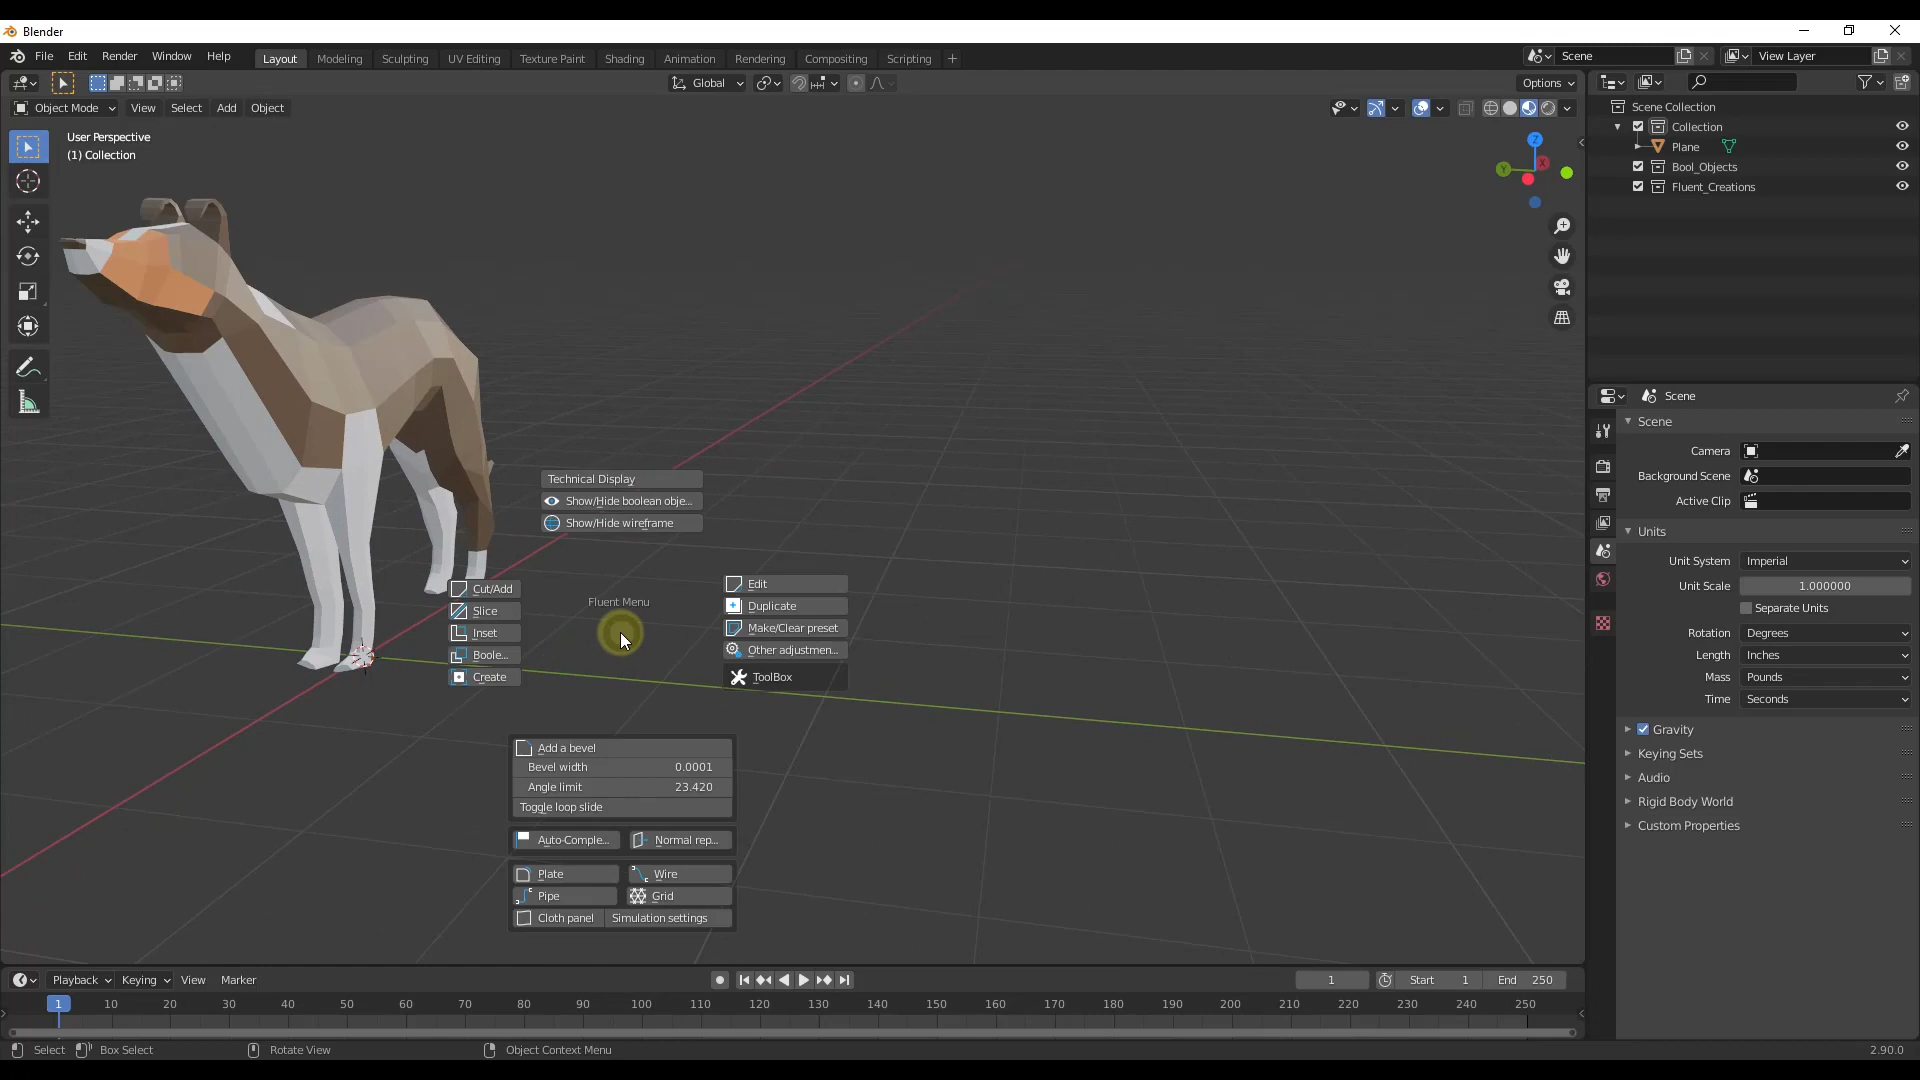 Blender
File Edit Render Window Help Layout Modeling Sculpting UV Editing Texture Paint Shading Animation Rendering Compositing Scripting + Scene View Layer
Global Options
Object Mode View Select Add Object
User Perspective
(1) Collection
Z
Y
X
Scene Collection
Collection
Plane
Bool_Objects
Fluent_Creations
Scene
Scene
Camera
Background Scene
Active Clip
Units
Unit System Imperial
Unit Scale 1.000000
Separate Units
Rotation Degrees
Length Inches
Mass Pounds
Time Seconds
Gravity
Keying Sets
Audio
Rigid Body World
Custom Properties
Technical Display
Show/Hide boolean obje...
Show/Hide wireframe
Cut/Add
Slice
Inset
Boole...
Create
Fluent Menu
Edit
Duplicate
Make/Clear preset
Other adjustmen...
ToolBox
Add a bevel
Bevel width 0.0001
Angle limit 23.420
Toggle loop slide
Auto-Comple... Normal rep...
Plate Wire
Pipe Grid
Cloth panel Simulation settings
Playback Keying View Marker 1 Start 1 End 250
1 10 20 30 40 50 60 70 80 90 100 110 120 130 140 150 160 170 180 190 200 210 220 230 240 250
Select Box Select Rotate View Object Context Menu 2.90.0